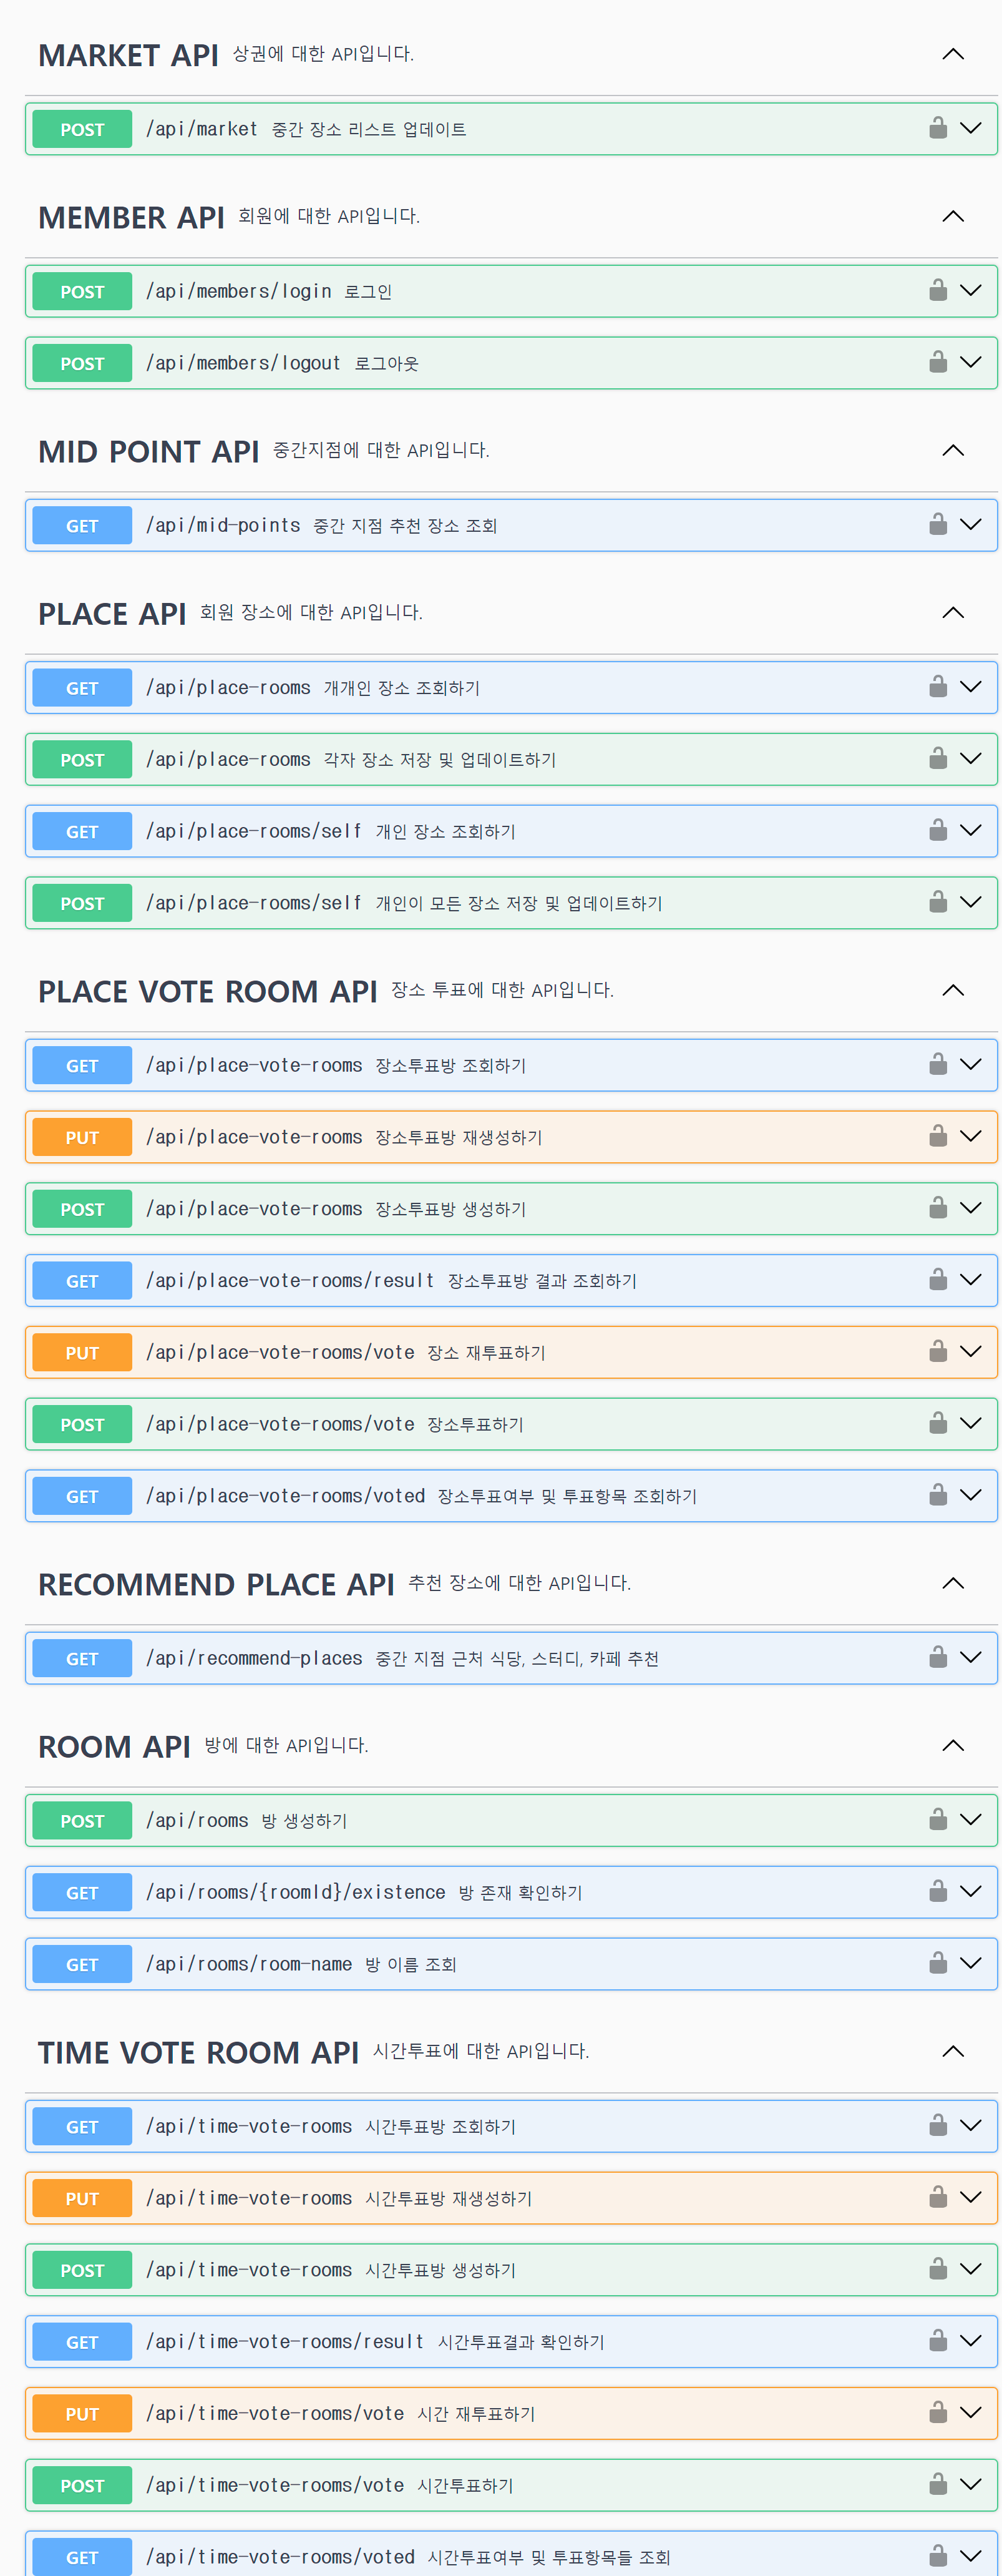 MARKET API 상권에 대한 API입니다.
POST /api/market 중간 장소 리스트 업데이트
MEMBER API 회원에 대한 API입니다.
POST /api/members/login 로그인
POST /api/members/logout 로그아웃
MID POINT API 중간지점에 대한 API입니다.
GET /api/mid-points 중간 지점 추천 장소 조회
PLACE API 회원 장소에 대한 API입니다.
GET /api/place-rooms 개개인 장소 조회하기
POST /api/place-rooms 각자 장소 저장 및 업데이트하기
GET /api/place-rooms/self 개인 장소 조회하기
POST /api/place-rooms/self 개인이 모든 장소 저장 및 업데이트하기
PLACE VOTE ROOM API 장소 투표에 대한 API입니다.
GET /api/place-vote-rooms 장소투표방 조회하기
PUT /api/place-vote-rooms 장소투표방 재생성하기
POST /api/place-vote-rooms 장소투표방 생성하기
GET /api/place-vote-rooms/result 장소투표방 결과 조회하기
PUT /api/place-vote-rooms/vote 장소 재투표하기
POST /api/place-vote-rooms/vote 장소투표하기
GET /api/place-vote-rooms/voted 장소투표여부 및 투표항목 조회하기
RECOMMEND PLACE API 추천 장소에 대한 API입니다.
GET /api/recommend-places 중간 지점 근처 식당, 스터디, 카페 추천
ROOM API 방에 대한 API입니다.
POST /api/rooms 방 생성하기
GET /api/rooms/{roomId}/existence 방 존재 확인하기
GET /api/rooms/room-name 방 이름 조회
TIME VOTE ROOM API 시간투표에 대한 API입니다.
GET /api/time-vote-rooms 시간투표방 조회하기
PUT /api/time-vote-rooms 시간투표방 재생성하기
POST /api/time-vote-rooms 시간투표방 생성하기
GET /api/time-vote-rooms/result 시간투표결과 확인하기
PUT /api/time-vote-rooms/vote 시간 재투표하기
POST /api/time-vote-rooms/vote 시간투표하기
GET /api/time-vote-rooms/voted 시간투표여부 및 투표항목들 조회